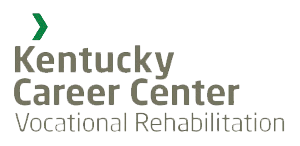 Kentucky
Career Center
Vocational Rehabilitation